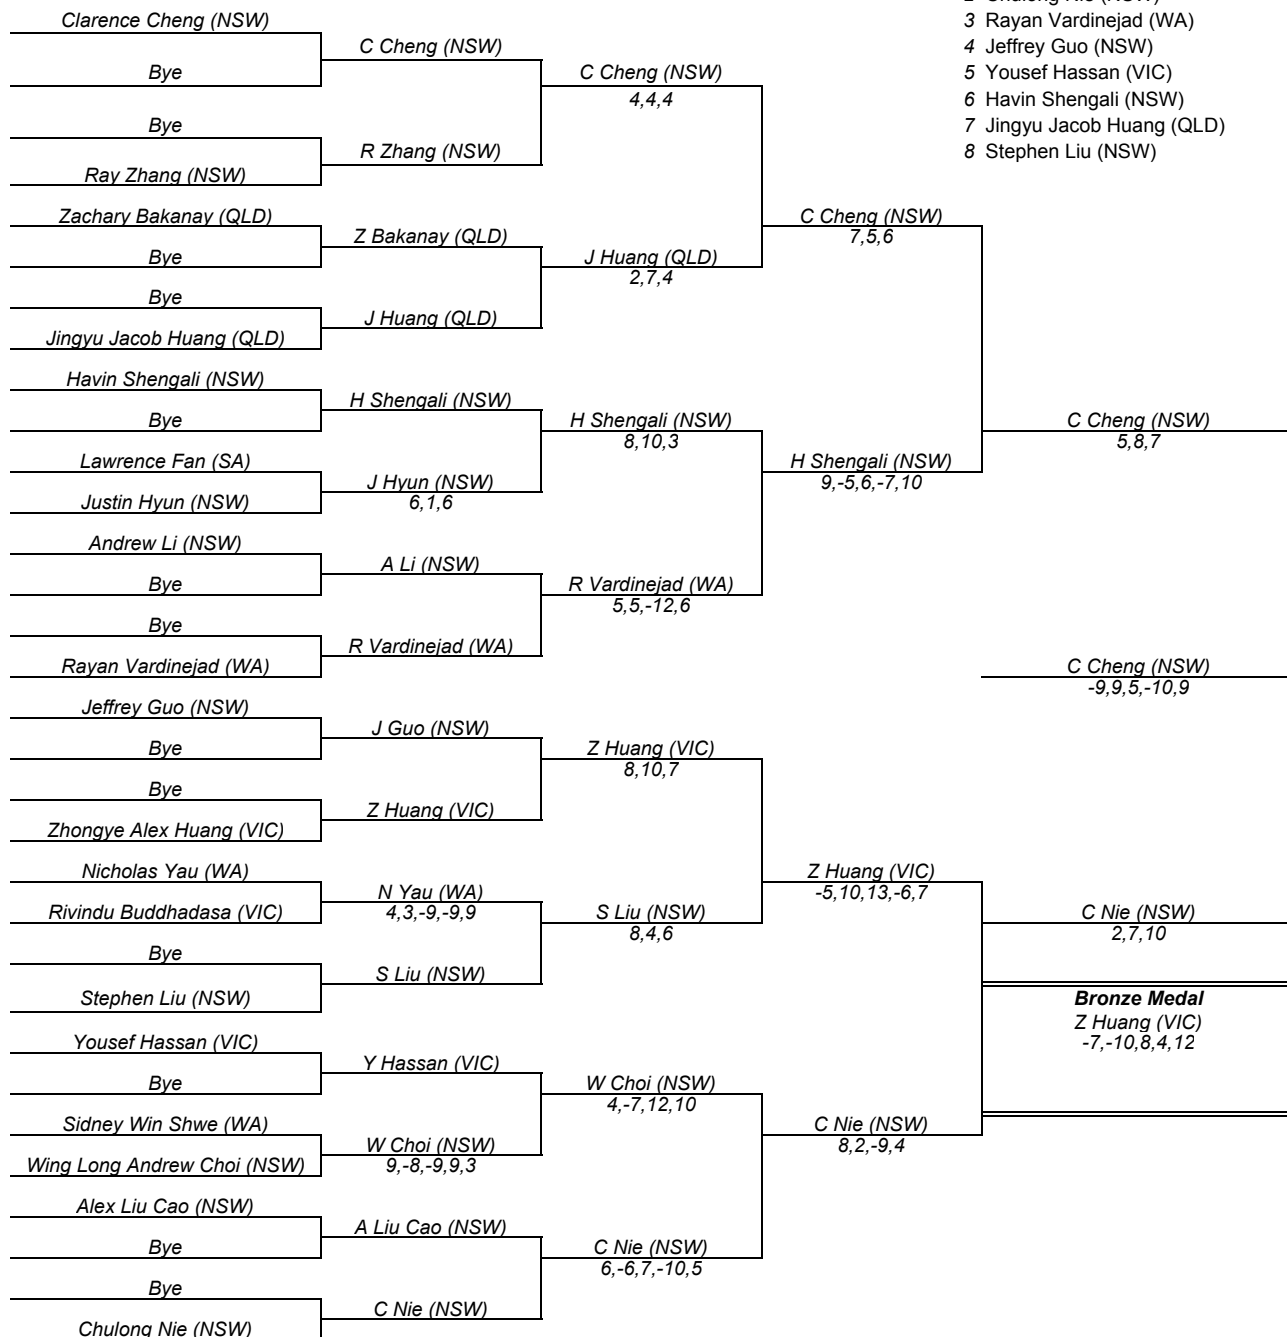 2 Chulong Nie (NSW)
3 Rayan Vardinejad (WA)
4 Jeffrey Guo (NSW)
5 Yousef Hassan (VIC)
6 Havin Shengali (NSW)
7 Jingyu Jacob Huang (QLD)
8 Stephen Liu (NSW)
Clarence Cheng (NSW)
Bye
Bye
Ray Zhang (NSW)
Zachary Bakanay (QLD)
Bye
Bye
Jingyu Jacob Huang (QLD)
Havin Shengali (NSW)
Bye
Lawrence Fan (SA)
Justin Hyun (NSW)
Andrew Li (NSW)
Bye
Bye
Rayan Vardinejad (WA)
Jeffrey Guo (NSW)
Bye
Bye
Zhongye Alex Huang (VIC)
Nicholas Yau (WA)
Rivindu Buddhadasa (VIC)
Bye
Stephen Liu (NSW)
Yousef Hassan (VIC)
Bye
Sidney Win Shwe (WA)
Wing Long Andrew Choi (NSW)
Alex Liu Cao (NSW)
Bye
Bye
Chulong Nie (NSW)
C Cheng (NSW)
R Zhang (NSW)
Z Bakanay (QLD)
J Huang (QLD)
H Shengali (NSW)
J Hyun (NSW)
6,1,6
A Li (NSW)
R Vardinejad (WA)
J Guo (NSW)
Z Huang (VIC)
N Yau (WA)
4,3,-9,-9,9
S Liu (NSW)
Y Hassan (VIC)
W Choi (NSW)
9,-8,-9,9,3
A Liu Cao (NSW)
C Nie (NSW)
C Cheng (NSW)
4,4,4
J Huang (QLD)
2,7,4
H Shengali (NSW)
8,10,3
R Vardinejad (WA)
5,5,-12,6
Z Huang (VIC)
8,10,7
S Liu (NSW)
8,4,6
W Choi (NSW)
4,-7,12,10
C Nie (NSW)
6,-6,7,-10,5
C Cheng (NSW)
7,5,6
H Shengali (NSW)
9,-5,6,-7,10
Z Huang (VIC)
-5,10,13,-6,7
C Nie (NSW)
8,2,-9,4
C Cheng (NSW)
5,8,7
C Cheng (NSW)
-9,9,5,-10,9
C Nie (NSW)
2,7,10
Bronze Medal
Z Huang (VIC)
-7,-10,8,4,12